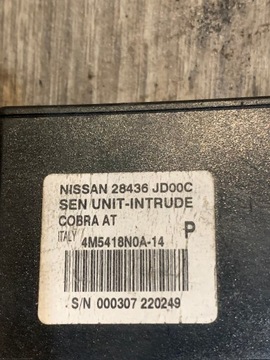 NISSAN 28436 JD00C
SEN UNIT-INTRUDE
COBRA AT
ITALY 4M5418N0A-14 P
S/N 000307 220249